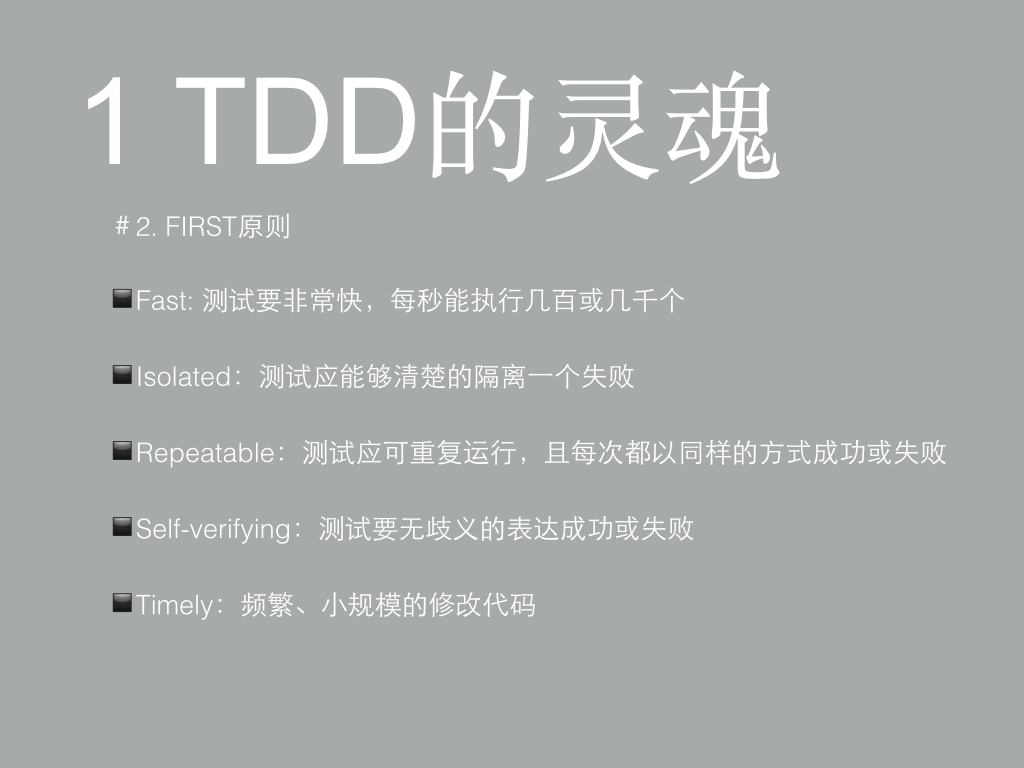 1 TDD的灵魂
# 2. FIRST原则
Fast: 测试要非常快，每秒能执行几百或几千个
Isolated：测试应能够清楚的隔离一个失败
Repeatable：测试应可重复运行，且每次都以同样的方式成功或失败
Self-verifying：测试要无歧义的表达成功或失败
Timely：频繁、小规模的修改代码